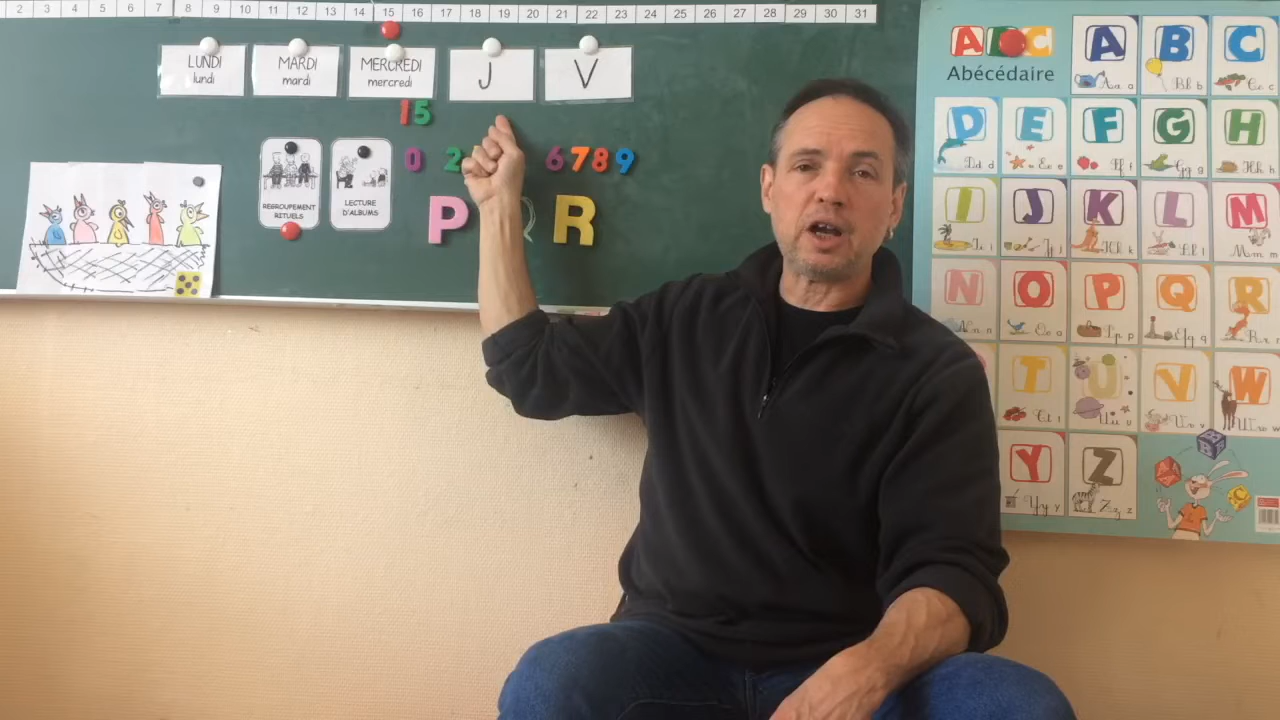 2 3 4 5 6 7 8 9 10 11 12 13 14 15 16 17 18 19 20 21 22 23 24 25 26 27 28 29 30 31
LUNDI
lundi
MARDI
mardi
MERCREDI
mercredi
J
V
15
0 2 6 7 8 9
P R
REGROUPEMENT
RITUELS
LECTURE
D'ALBUMS
Abécédaire
A B C
A a a B b b C c c
D E F G H
D d d E e e F f f G g g H h h
I J K L M
I i i J j j K k k L l l M m m
N O P Q R
N n n O o o P p p Q q q R r r
T U V W
T t t U u u V v v W w w
Y Z
Y y y Z z z